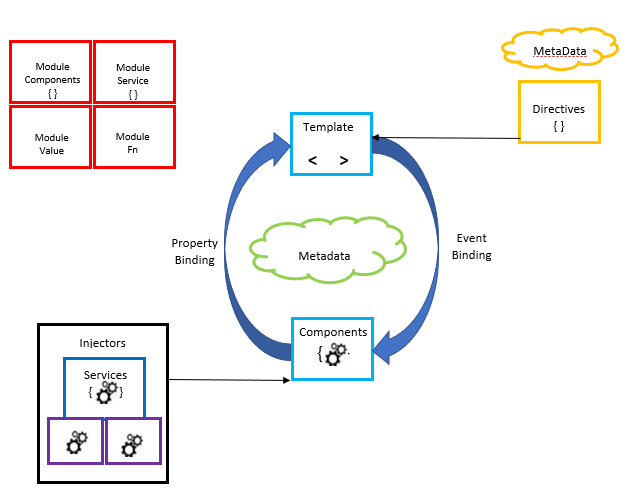 Module
Components
{ }
Module
Service
{ }
Module
Value
Module
Fn
MetaData
Directives
{ }
Template
< >
Property
Binding
Metadata
Event
Binding
Components
{ .
Injectors
Services
{ }